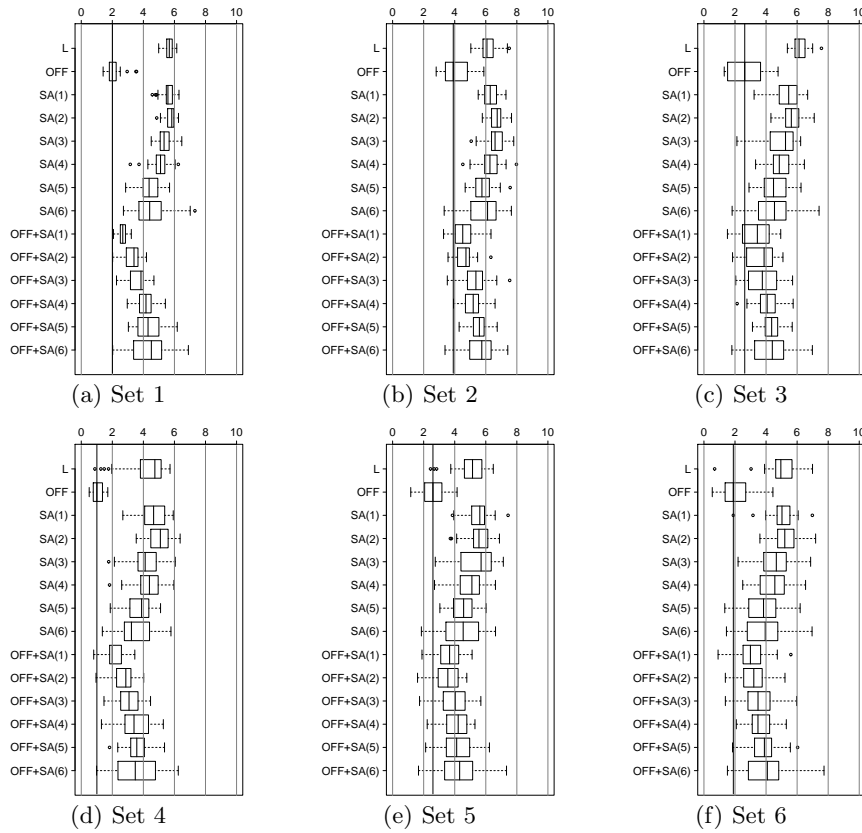 0 2 4 6 8 10
L
OFF
SA(1)
SA(2)
SA(3)
SA(4)
SA(5)
SA(6)
OFF+SA(1)
OFF+SA(2)
OFF+SA(3)
OFF+SA(4)
OFF+SA(5)
OFF+SA(6)
(a) Set 1
0 2 4 6 8 10
L
OFF
SA(1)
SA(2)
SA(3)
SA(4)
SA(5)
SA(6)
OFF+SA(1)
OFF+SA(2)
OFF+SA(3)
OFF+SA(4)
OFF+SA(5)
OFF+SA(6)
(b) Set 2
0 2 4 6 8 10
L
OFF
SA(1)
SA(2)
SA(3)
SA(4)
SA(5)
SA(6)
OFF+SA(1)
OFF+SA(2)
OFF+SA(3)
OFF+SA(4)
OFF+SA(5)
OFF+SA(6)
(c) Set 3
0 2 4 6 8 10
L
OFF
SA(1)
SA(2)
SA(3)
SA(4)
SA(5)
SA(6)
OFF+SA(1)
OFF+SA(2)
OFF+SA(3)
OFF+SA(4)
OFF+SA(5)
OFF+SA(6)
(d) Set 4
0 2 4 6 8 10
L
OFF
SA(1)
SA(2)
SA(3)
SA(4)
SA(5)
SA(6)
OFF+SA(1)
OFF+SA(2)
OFF+SA(3)
OFF+SA(4)
OFF+SA(5)
OFF+SA(6)
(e) Set 5
0 2 4 6 8 10
L
OFF
SA(1)
SA(2)
SA(3)
SA(4)
SA(5)
SA(6)
OFF+SA(1)
OFF+SA(2)
OFF+SA(3)
OFF+SA(4)
OFF+SA(5)
OFF+SA(6)
(f) Set 6